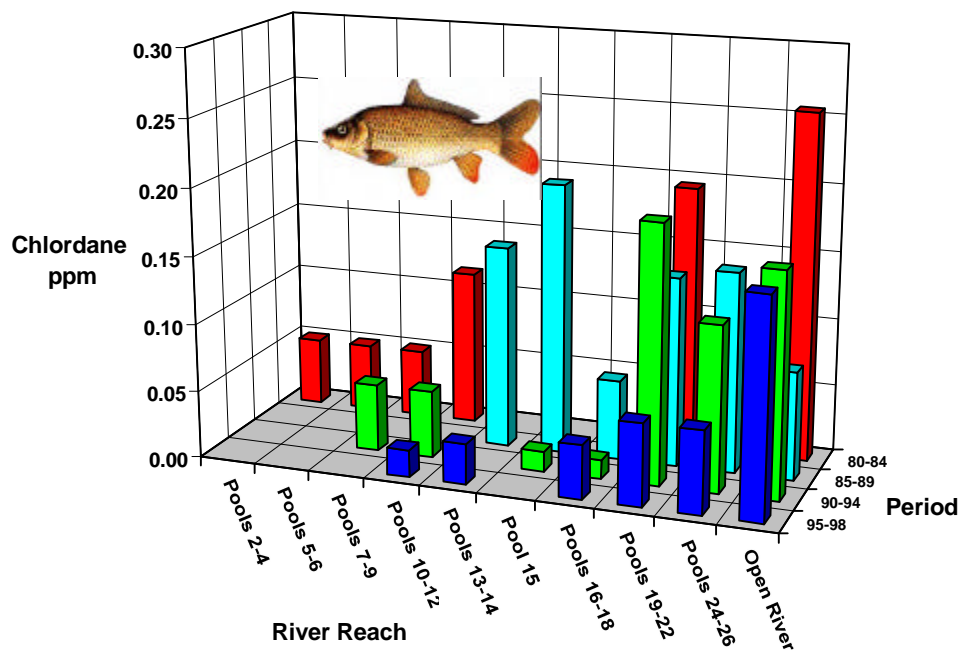 0.30
0.25
0.20
0.15
0.10
0.05
0.00
Chlordane
ppm
Pools 2-4
Pools 5-6
Pools 7-9
Pools 10-12
Pools 13-14
Pool 15
Pools 16-18
Pools 19-22
Pools 24-26
Open River
River Reach
80-84
85-89
90-94
95-98
Period